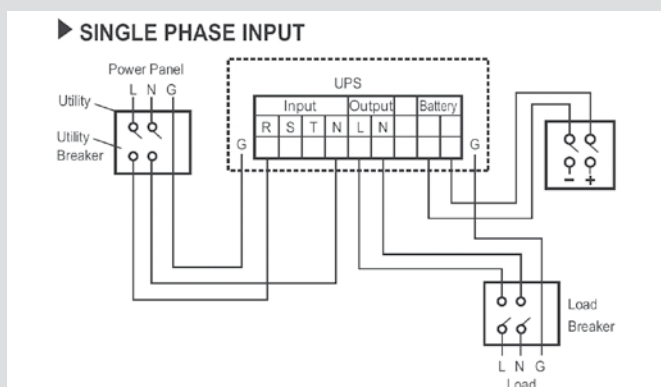 ▶ SINGLE PHASE INPUT
Power Panel
L N G
Utility
Utility
Breaker
UPS
Input Output Battery
R S T N L N
G G
- +
Load
Breaker
L N G
Load